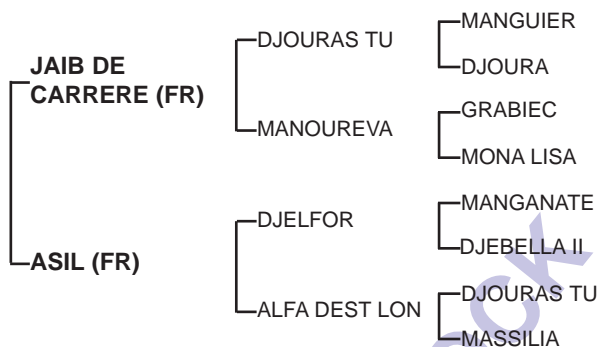 MANGUIER
DJOURAS TU
JAIB DE
CARRERE (FR)
DJOURA
GRABIEC
MANOUREVA
MONA LISA
MANGANATE
DJELFOR
DJEBELLA II
ASIL (FR)
DJOURAS TU
ALFA DEST LON
MASSILIA
OCK